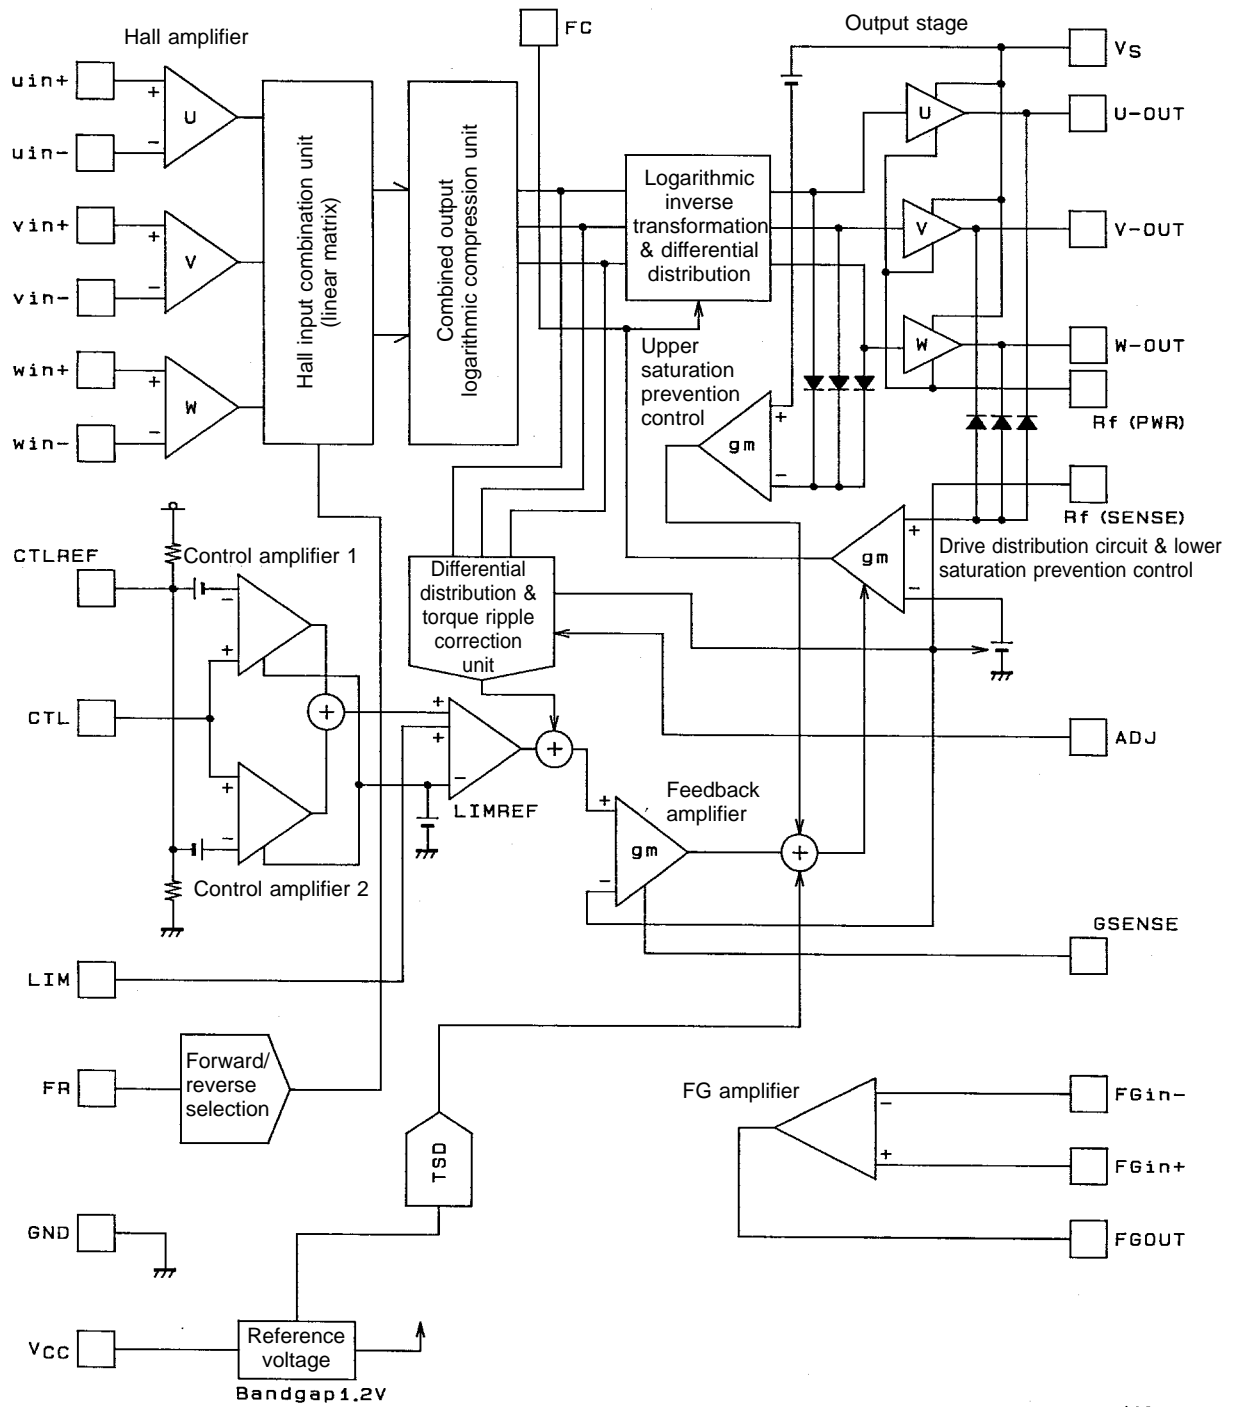 Hall amplifier
FC
Output stage
VS
uin+
+
U
-
uin-
U
U-OUT
Hall input combination unit
(linear matrix)
Combined output
logarithmic compression unit
Logarithmic
inverse
transformation
& differential
distribution
vin+
+
V
-
vin-
V
V-OUT
win+
+
W
-
win-
W
W-OUT
Upper
saturation
prevention
control
+
gm
-
Rf (PWR)
Rf (SENSE)
+
gm
-
Drive distribution circuit & lower
saturation prevention control
CTLREF
Control amplifier 1
-
+
Differential
distribution &
torque ripple
correction
unit
CTL
+
+
+
-
LIMREF
+
ADJ
+
-
Control amplifier 2
Feedback
amplifier
+
gm
-
+
GSENSE
LIM
FR
Forward/
reverse
selection
TSD
FG amplifier
-
+
FGin-
FGin+
FGOUT
GND
VCC
Reference
voltage
Bandgap1.2V